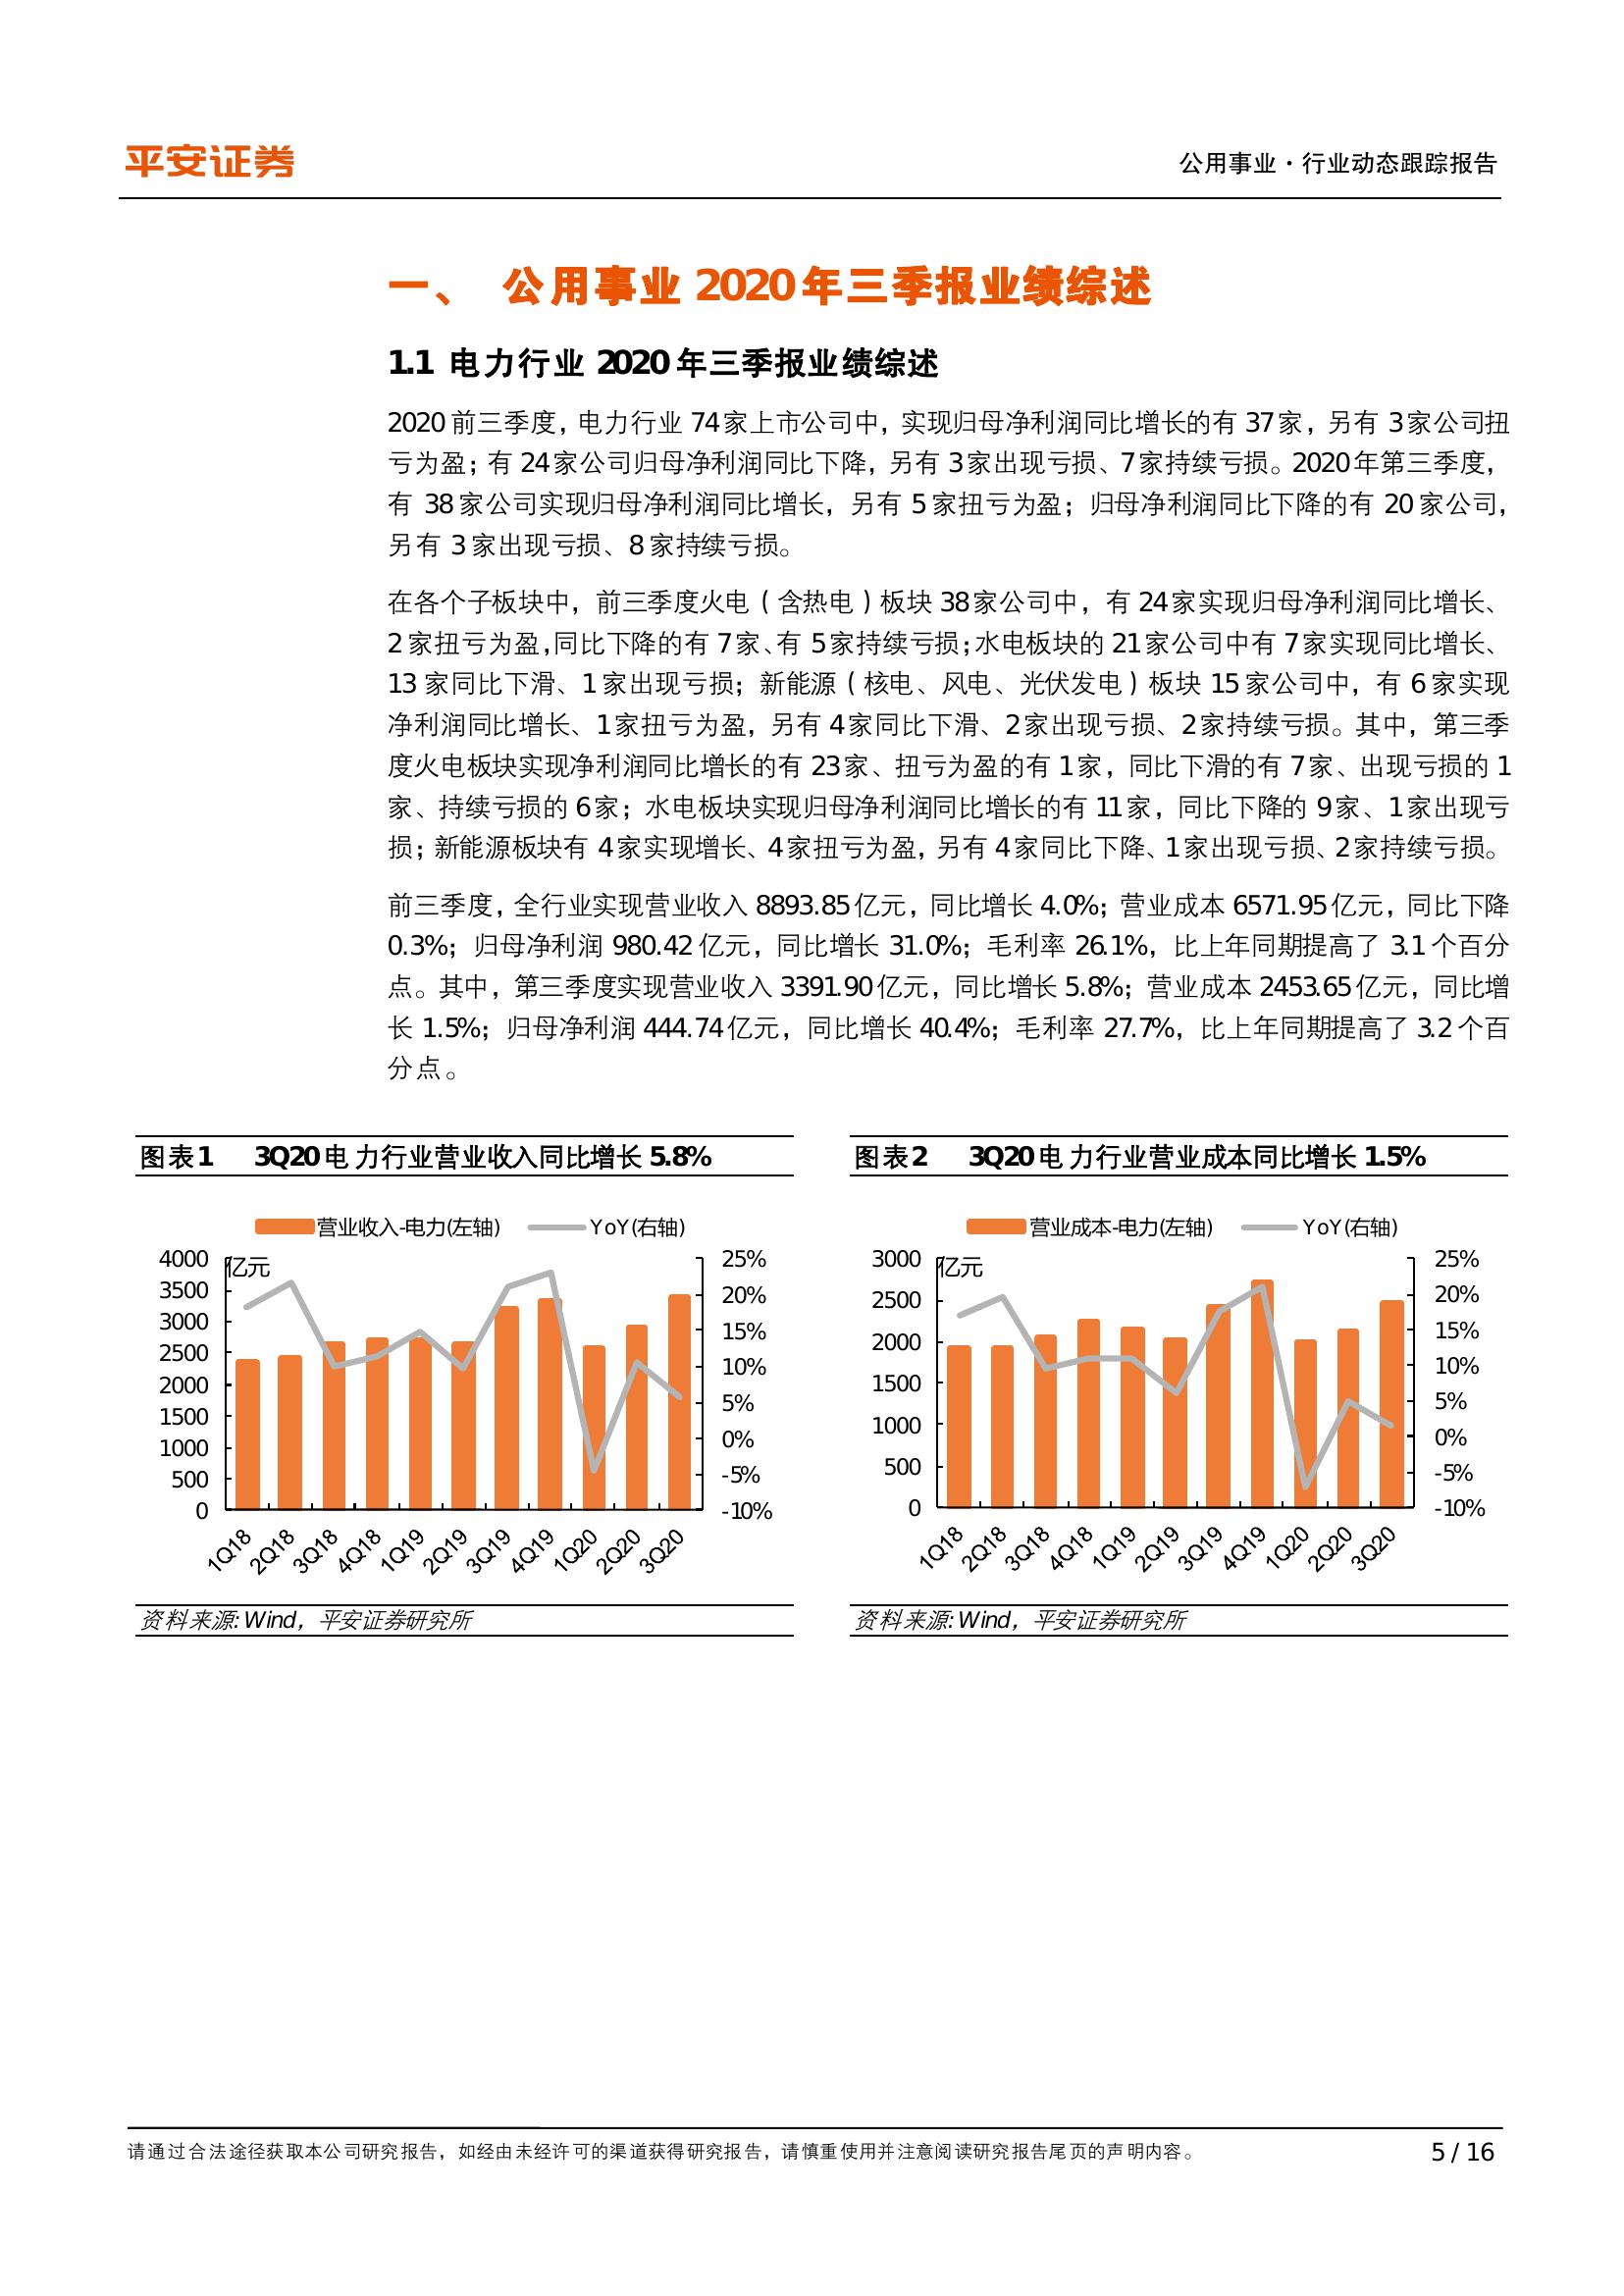 平安证券
公用事业·行业动态跟踪报告
一、 公用事业 2020 年三季报业绩综述
1.1 电力行业 2020 年三季报业绩综述
2020 前三季度，电力行业 74 家上市公司中，实现归母净利润同比增长的有 37 家，另有 3 家公司扭
亏为盈；有 24 家公司归母净利润同比下降，另有 3 家出现亏损、7 家持续亏损。2020 年第三季度，
有 38 家公司实现归母净利润同比增长，另有 5 家扭亏为盈；归母净利润同比下降的有 20 家公司，
另有 3 家出现亏损、8 家持续亏损。
在各个子板块中，前三季度火电（含热电）板块 38 家公司中，有 24 家实现归母净利润同比增长、
2 家扭亏为盈，同比下降的有 7 家、有 5 家持续亏损；水电板块的 21 家公司中有 7 家实现同比增长、
13 家同比下滑、1 家出现亏损；新能源（核电、风电、光伏发电）板块 15 家公司中，有 6 家实现
净利润同比增长、1 家扭亏为盈，另有 4 家同比下滑、2 家出现亏损、2 家持续亏损。其中，第三季
度火电板块实现净利润同比增长的有 23 家、扭亏为盈的有 1 家，同比下滑的有 7 家、出现亏损的 1
家、持续亏损的 6 家；水电板块实现归母净利润同比增长的有 11 家，同比下降的 9 家、1 家出现亏
损；新能源板块有 4 家实现增长、4 家扭亏为盈，另有 4 家同比下降、1 家出现亏损、2 家持续亏损。
前三季度，全行业实现营业收入 8893.85 亿元，同比增长 4.0%；营业成本 6571.95 亿元，同比下降
0.3%；归母净利润 980.42 亿元，同比增长 31.0%；毛利率 26.1%，比上年同期提高了 3.1 个百分
点。其中，第三季度实现营业收入 3391.90 亿元，同比增长 5.8%；营业成本 2453.65 亿元，同比增
长 1.5%；归母净利润 444.74 亿元，同比增长 40.4%；毛利率 27.7%，比上年同期提高了 3.2 个百
分点。
图表1 3Q20 电力行业营业收入同比增长 5.8%
营业收入-电力(左轴) YoY(右轴)
亿元
4000
3500
3000
2500
2000
1500
1000
500
0
25%
20%
15%
10%
5%
0%
-5%
-10%
1Q18 2Q18 3Q18 4Q18 1Q19 2Q19 3Q19 4Q19 1Q20 2Q20 3Q20
资料来源: Wind，平安证券研究所
图表2 3Q20 电力行业营业成本同比增长 1.5%
营业成本-电力(左轴) YoY(右轴)
亿元
3000
2500
2000
1500
1000
500
0
25%
20%
15%
10%
5%
0%
-5%
-10%
1Q18 2Q18 3Q18 4Q18 1Q19 2Q19 3Q19 4Q19 1Q20 2Q20 3Q20
资料来源: Wind，平安证券研究所
请通过合法途径获取本公司研究报告，如经由未经许可的渠道获得研究报告，请慎重使用并注意阅读研究报告尾页的声明内容。
5 / 16